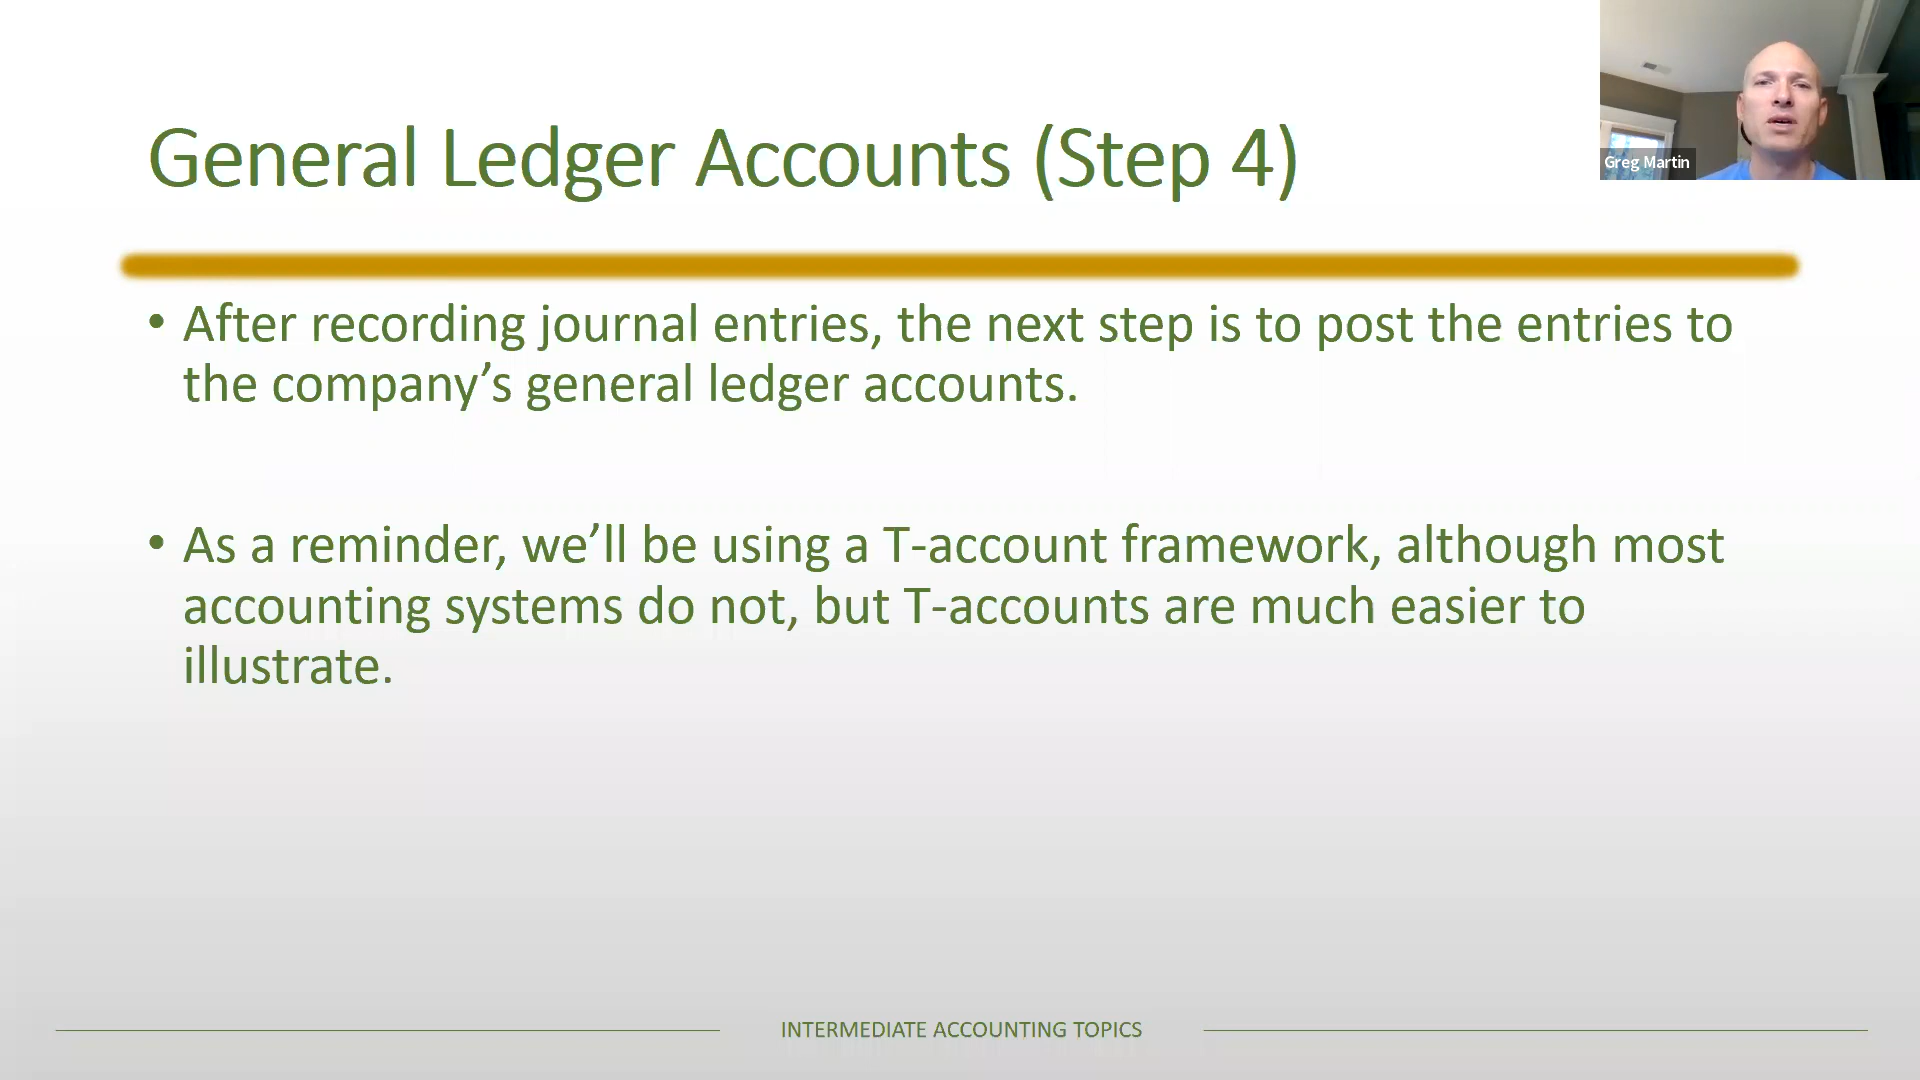 General Ledger Accounts (Step 4)
Greg Martin
• After recording journal entries, the next step is to post the entries to
the company’s general ledger accounts.
• As a reminder, we’ll be using a T-account framework, although most
accounting systems do not, but T-accounts are much easier to
illustrate.
INTERMEDIATE ACCOUNTING TOPICS